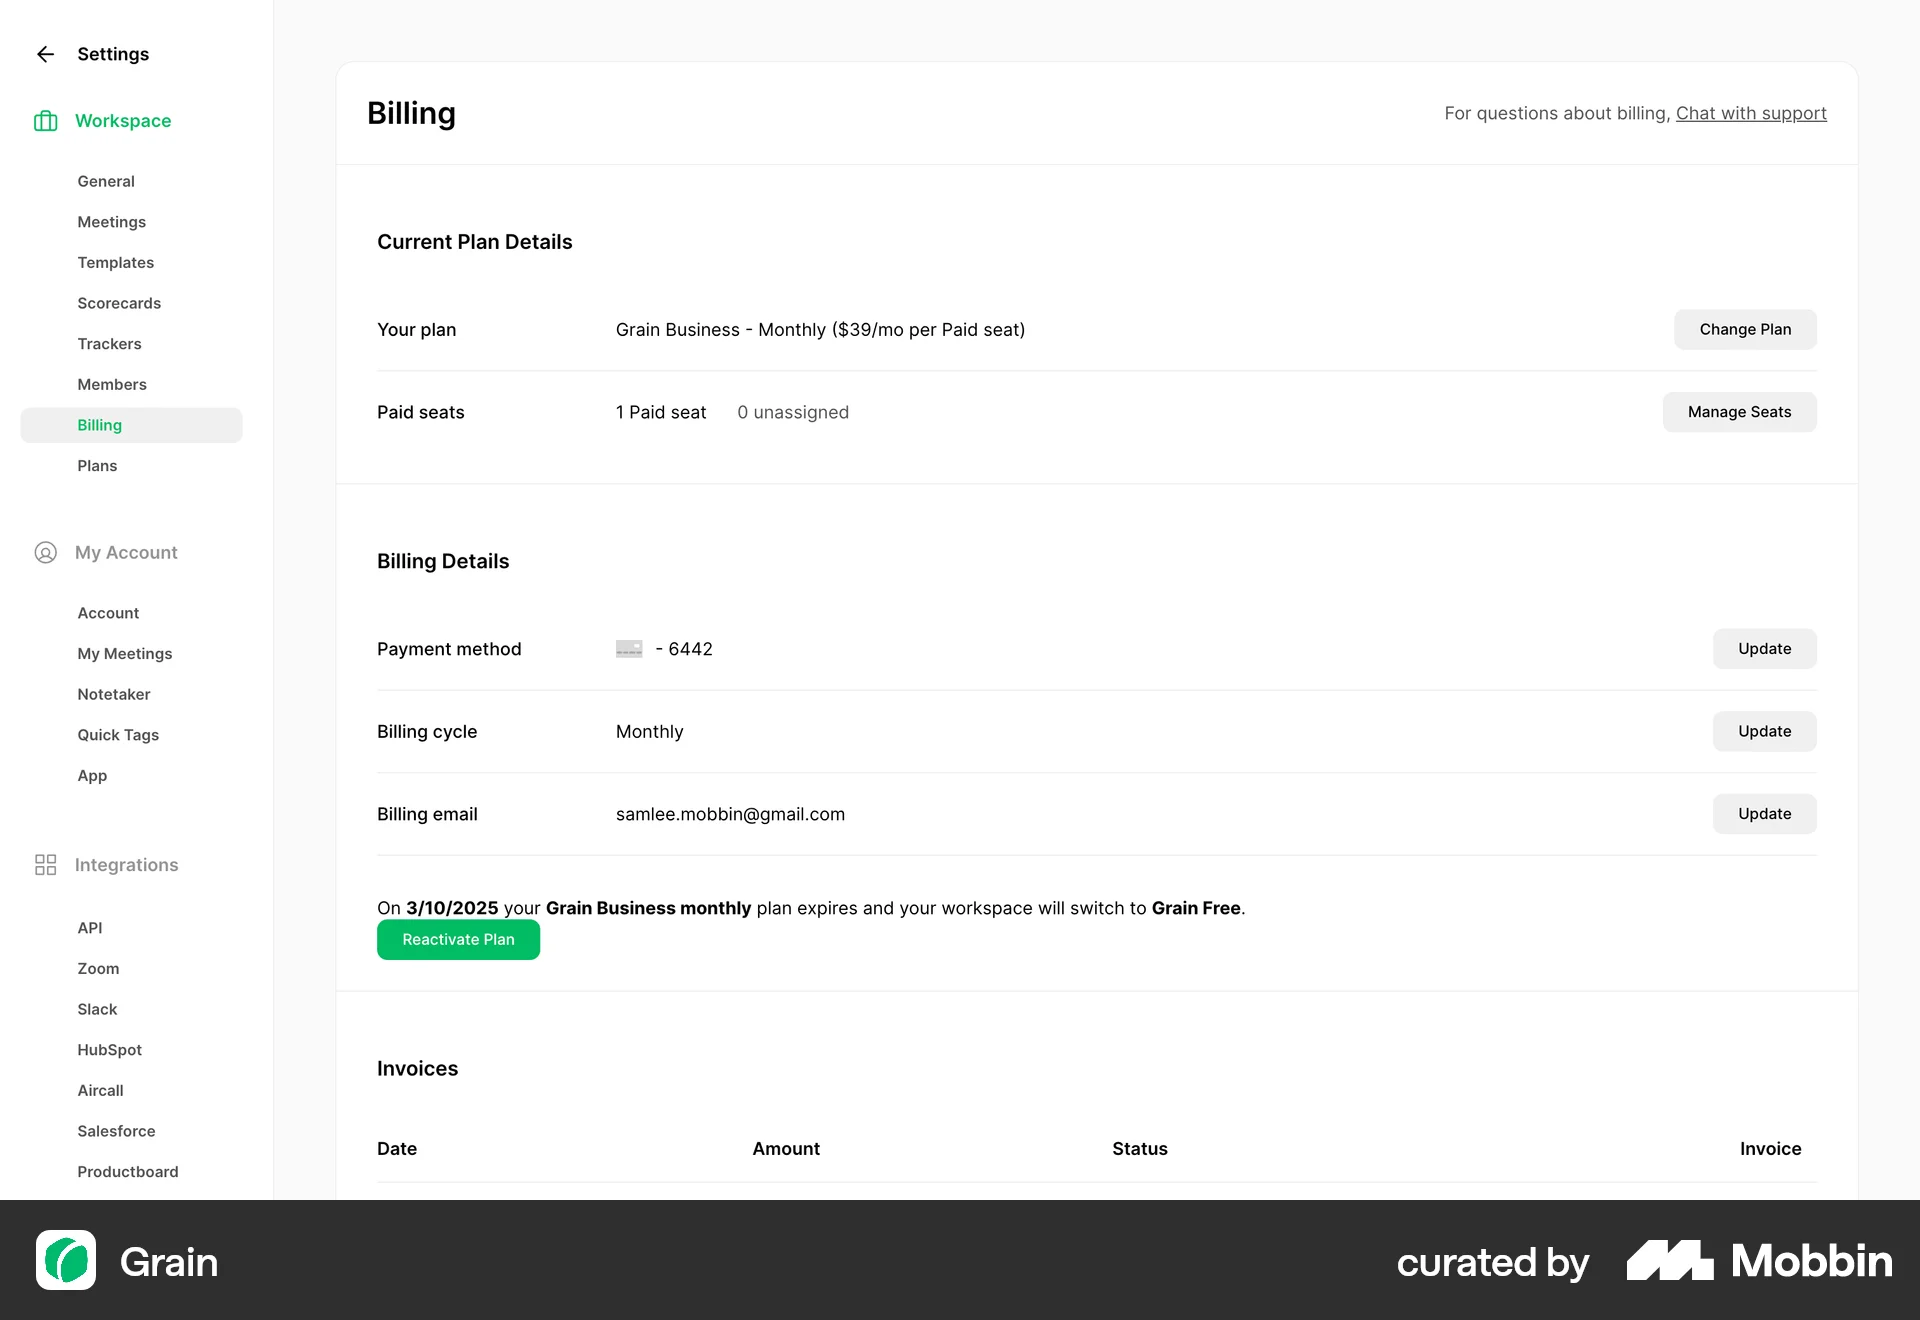 Settings
Workspace
General
Meetings
Templates
Scorecards
Trackers
Members
Billing
Plans
My Account
Account
My Meetings
Notetaker
Quick Tags
App
Integrations
API
Zoom
Slack
HubSpot
Aircall
Salesforce
Productboard
Billing
For questions about billing, Chat with support
Current Plan Details
Your plan Grain Business - Monthly ($39/mo per Paid seat) Change Plan
Paid seats 1 Paid seat 0 unassigned Manage Seats
Billing Details
Payment method - 6442 Update
Billing cycle Monthly Update
Billing email samlee.mobbin@gmail.com Update
On 3/10/2025 your Grain Business monthly plan expires and your workspace will switch to Grain Free.
Reactivate Plan
Invoices
Date Amount Status Invoice
Grain
curated by Mobbin